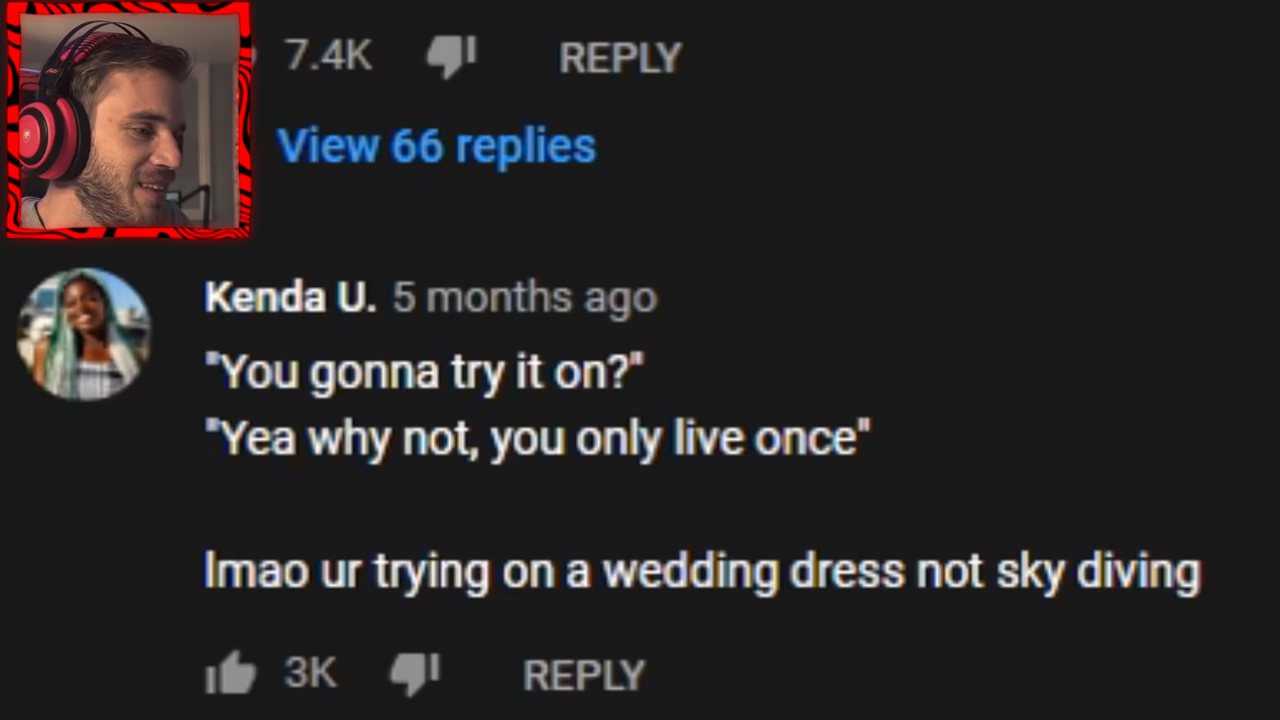 7.4K REPLY
View 66 replies
Kenda U. 5 months ago
"You gonna try it on?"
"Yea why not, you only live once"
lmao ur trying on a wedding dress not sky diving
3K REPLY